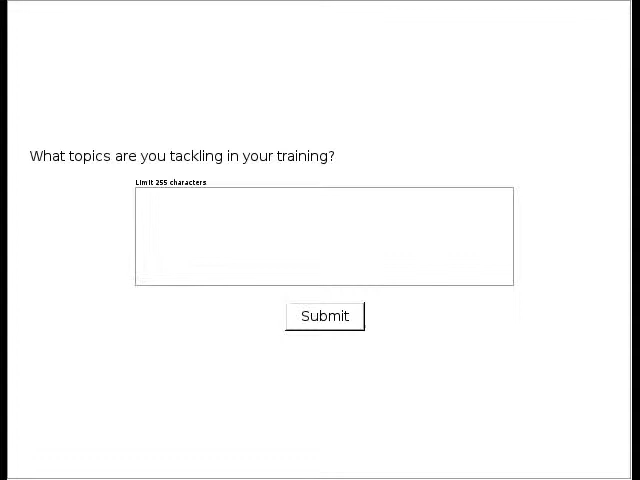 What topics are you tackling in your training?
Limit 255 characters
Submit